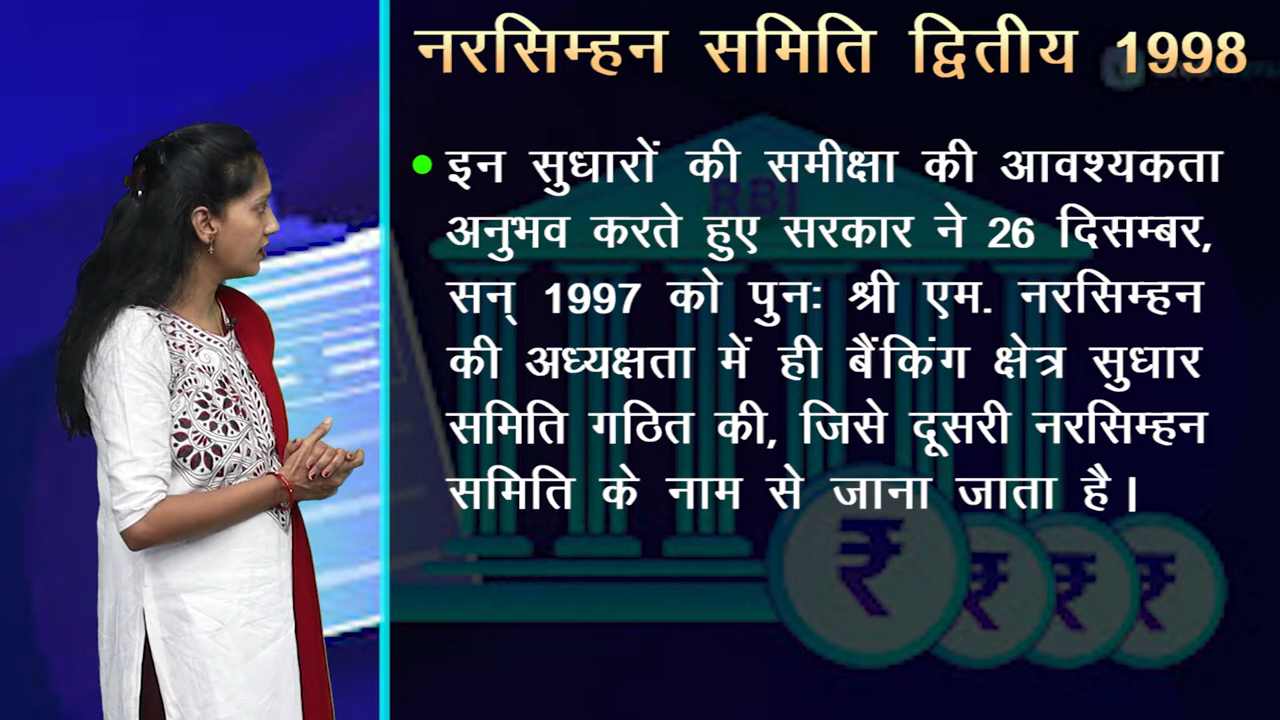 नरसिम्हन समिति द्वितीय 1998
RBI
• इन सुधारों की समीक्षा की आवश्यकता
अनुभव करते हुए सरकार ने 26 दिसम्बर,
सन् 1997 को पुनः श्री एम. नरसिम्हन
की अध्यक्षता में ही बैंकिंग क्षेत्र सुधार
समिति गठित की, जिसे दूसरी नरसिम्हन
समिति के नाम से जाना जाता है।
₹ ₹ ₹ ₹